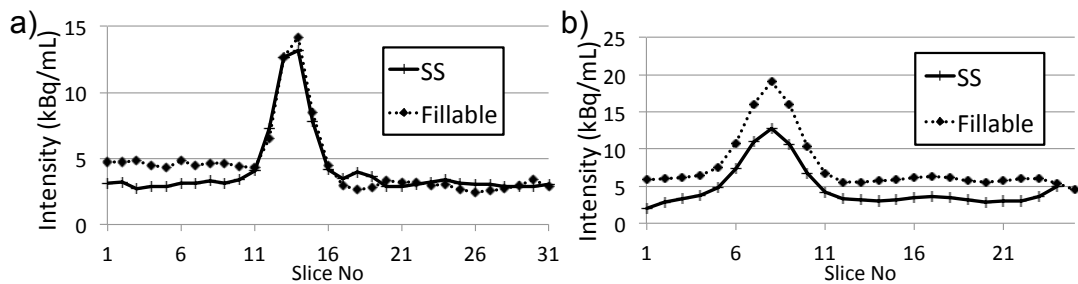 a)
Intensity (kBq/mL)
15
10
5
0
1 6 11 16 21 26 31
Slice No
SS
Fillable
b)
Intensity (kBq/mL)
25
20
15
10
5
0
1 6 11 16 21
Slice No
SS
Fillable